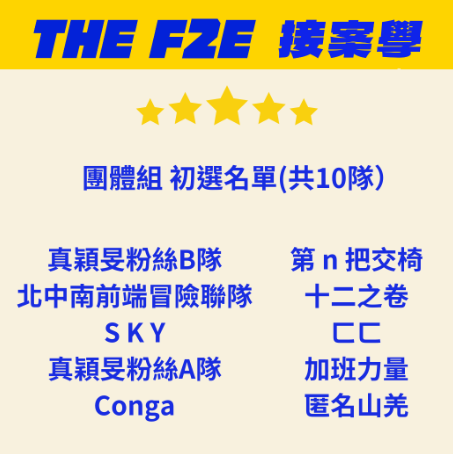 THE F2E 接案學
團體組 初選名單(共10隊)
真穎旻粉絲B隊
北中南前端冒險聯隊
S K Y
真穎旻粉絲A隊
Conga
第 n 把交椅
十二之卷
匸匸
加班力量
匿名山羌